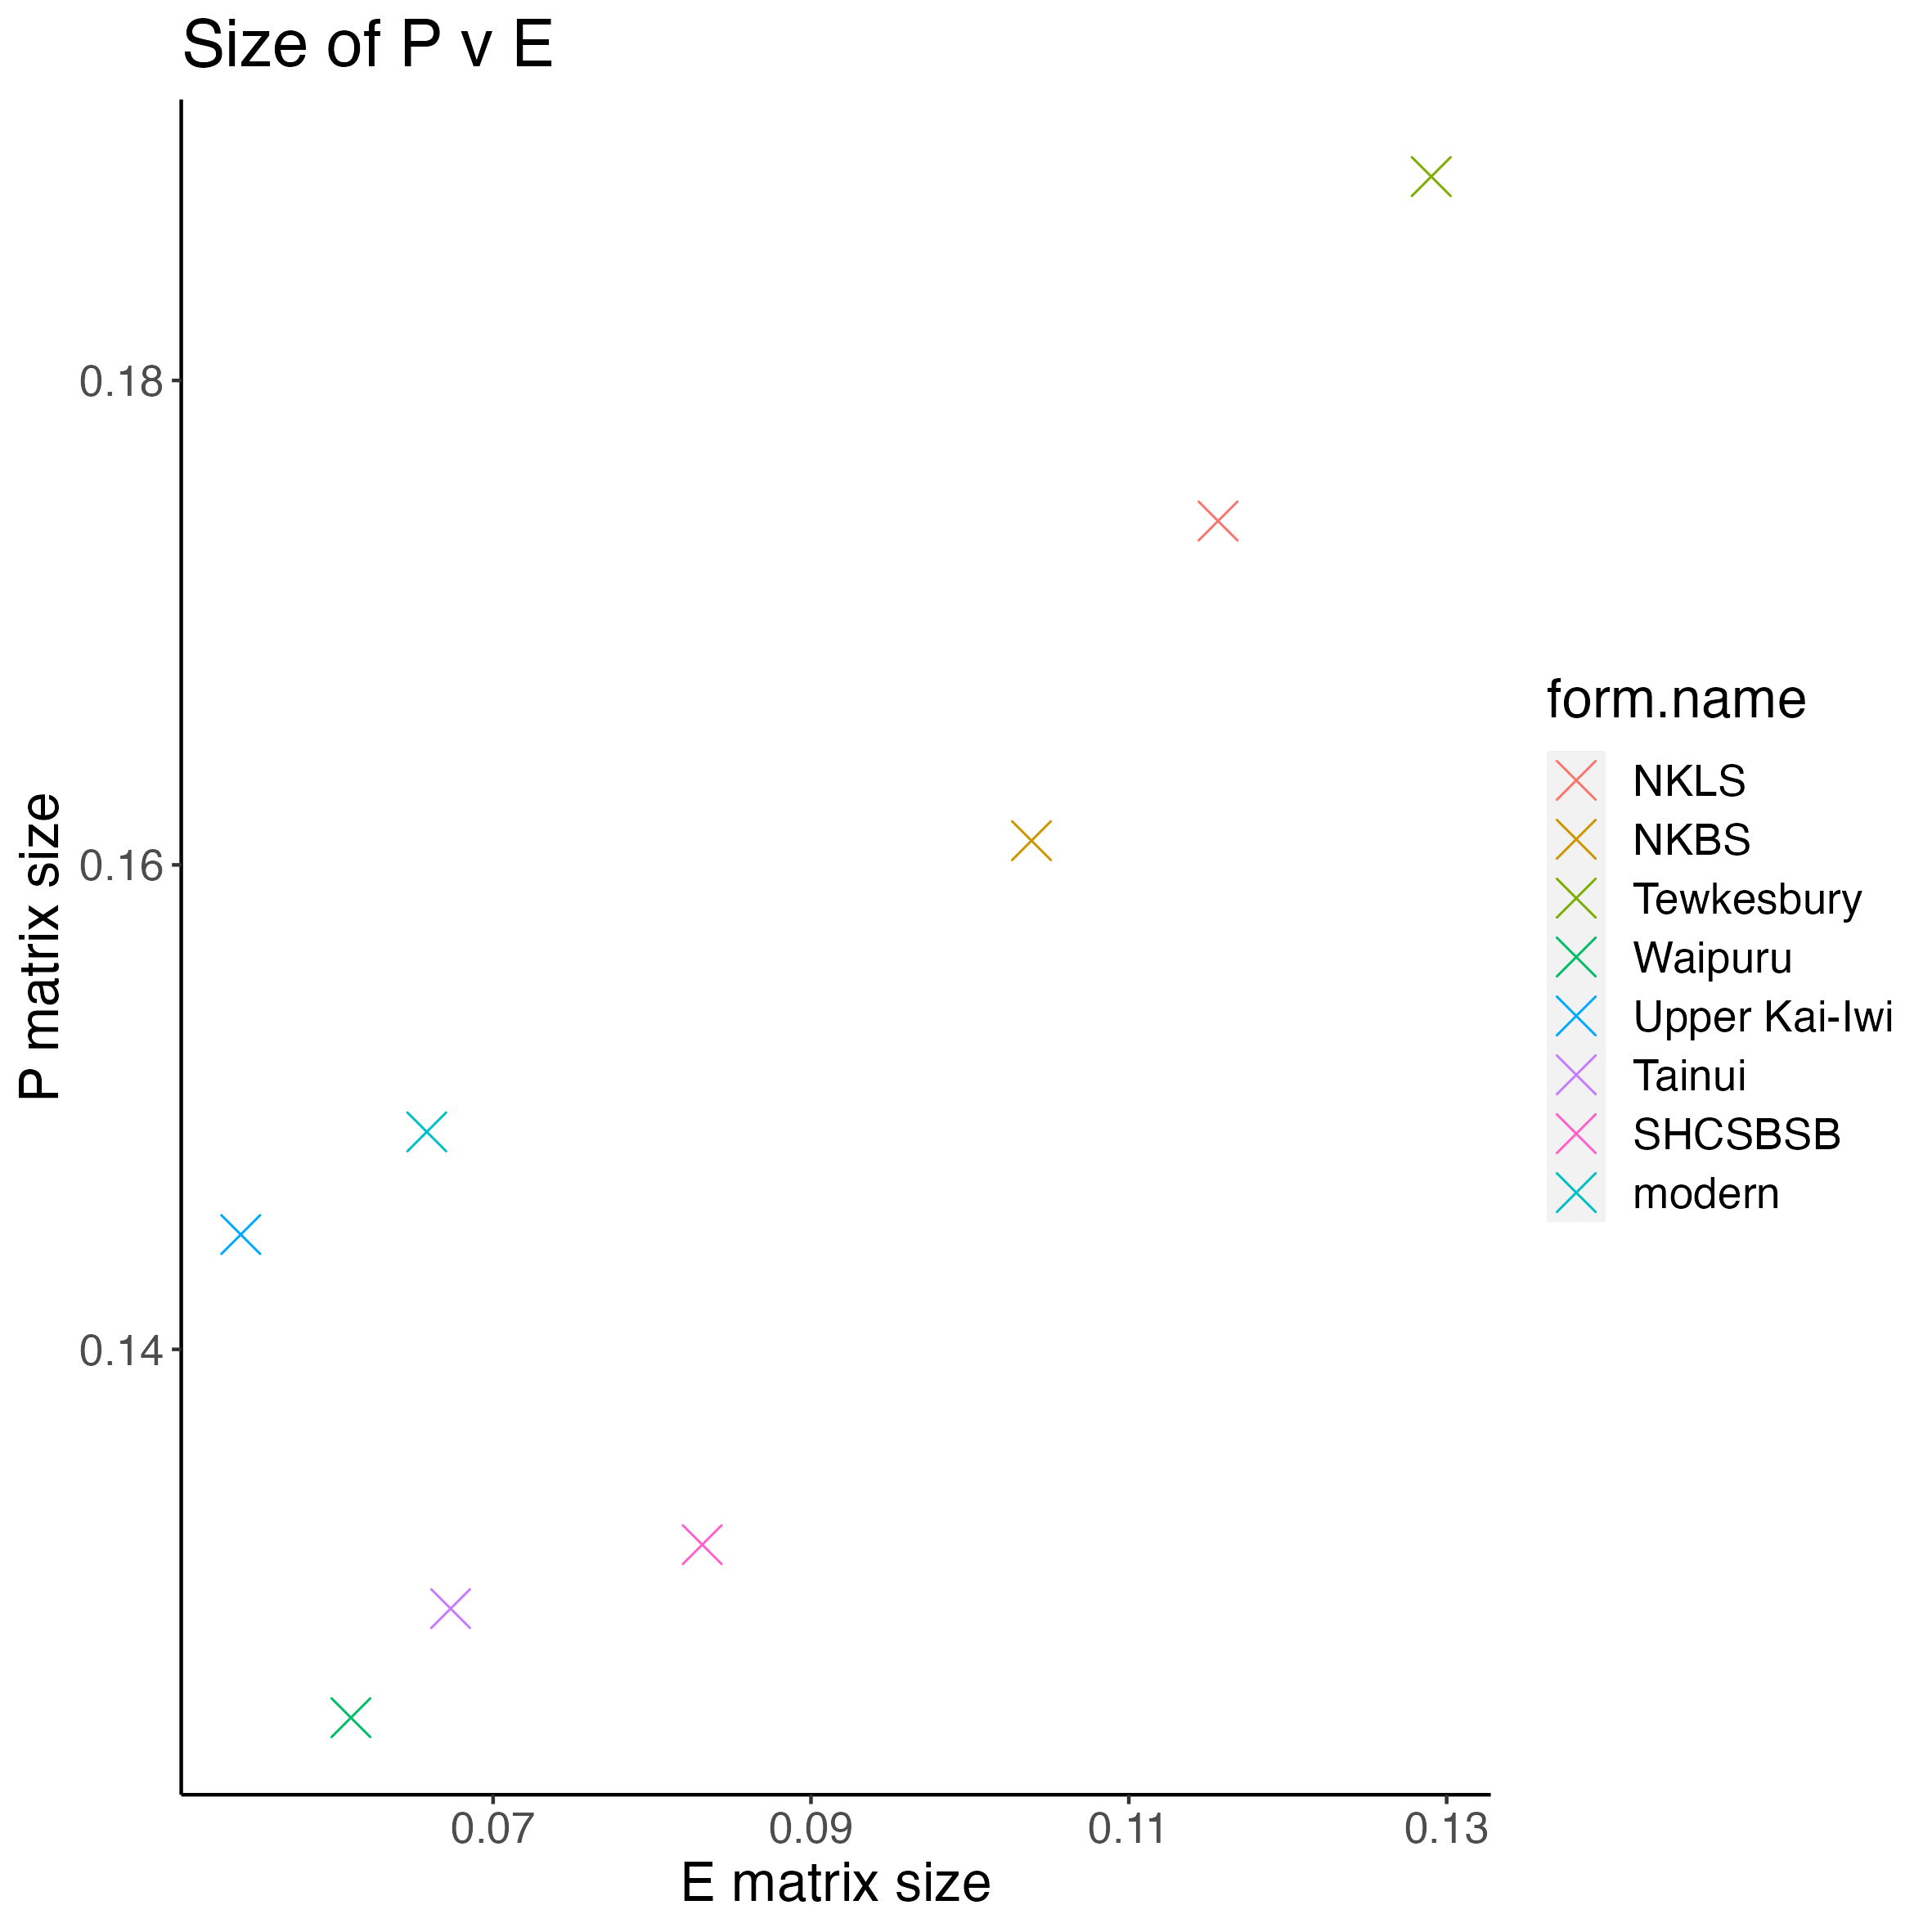 Size of P v E
P matrix size
0.18
0.16
0.14
0.07
0.09
0.11
0.13
E matrix size
form.name
NKLS
NKBS
Tewkesbury
Waipuru
Upper Kai-Iwi
Tainui
SHCSBSB
modern